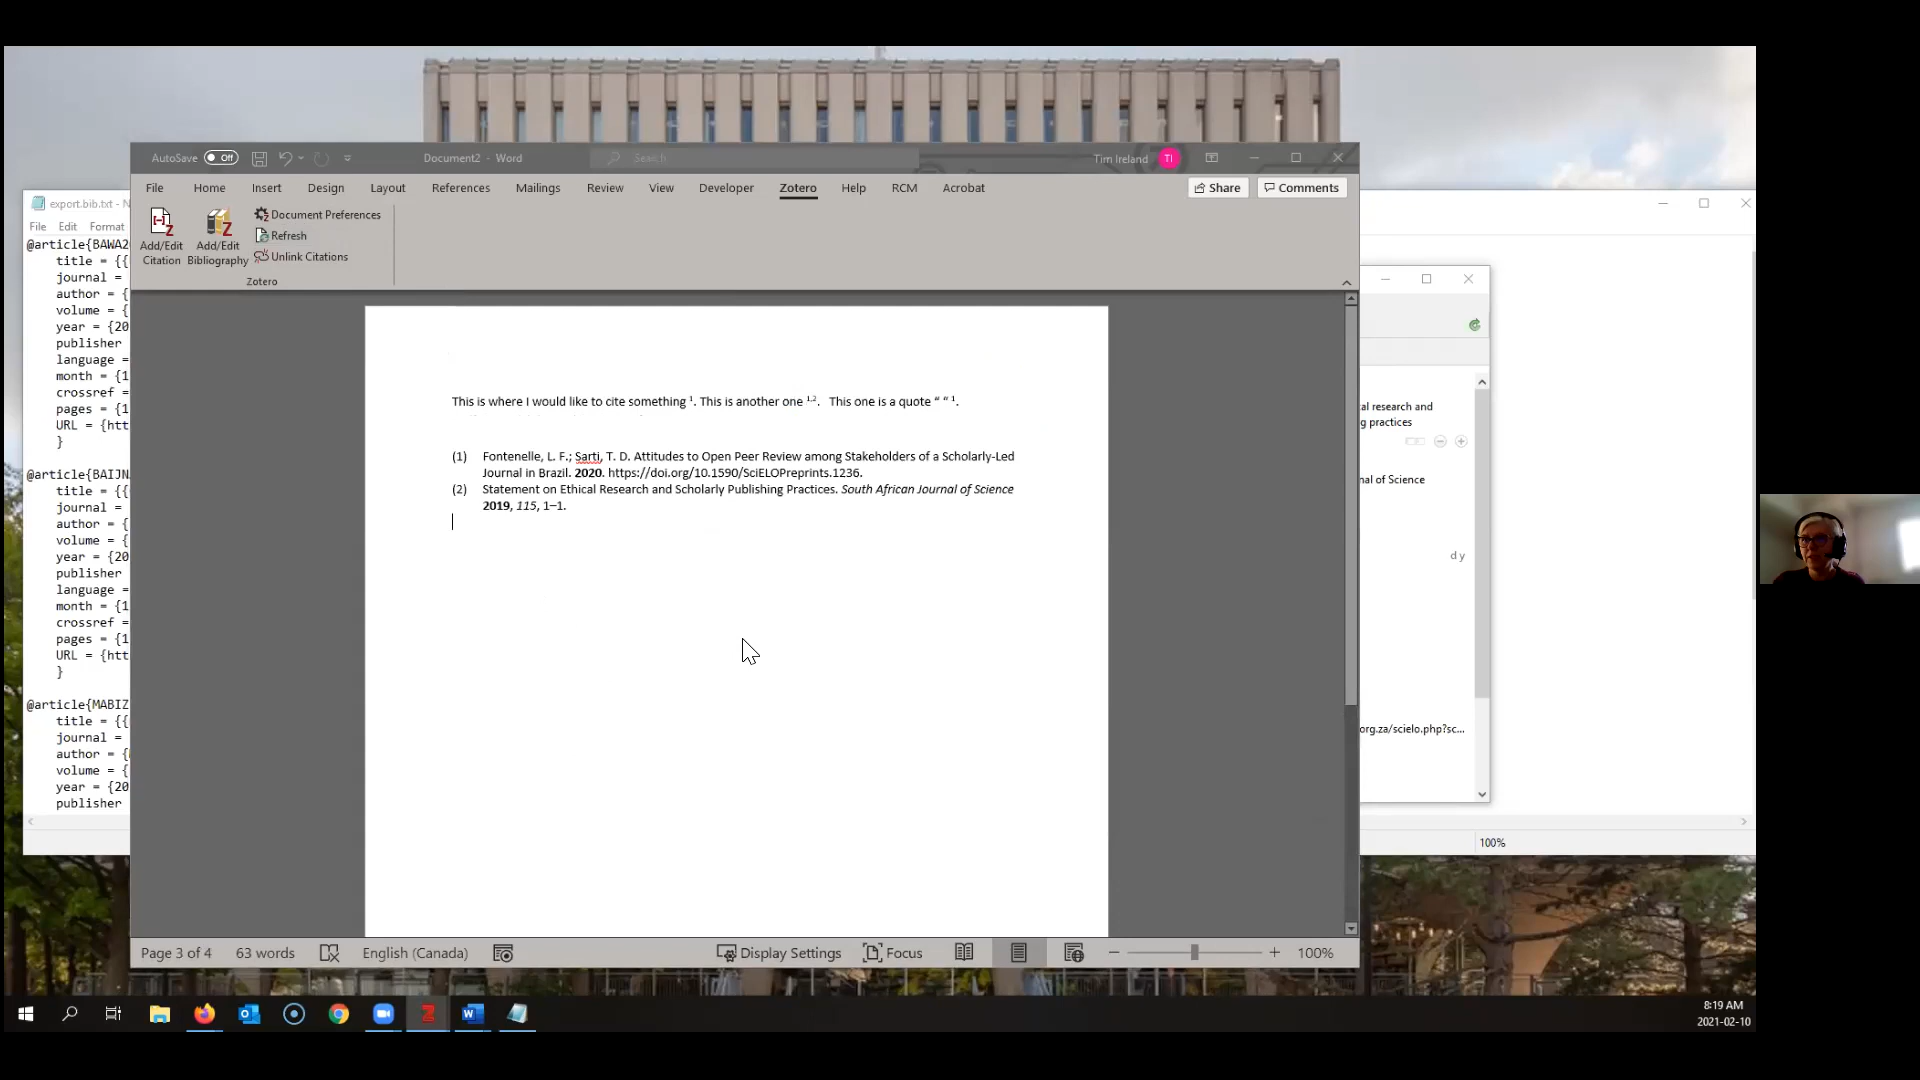 AutoSave Off Document2 - Word Search Tim Ireland TI
File Home Insert Design Layout References Mailings Review View Developer Zotero Help RCM Acrobat Share Comments
Add/Edit Citation
Add/Edit Bibliography
Document Preferences
Refresh
Unlink Citations
Zotero
export.bib.txt - N
File Edit Format
@article{BAWA2
title = {{
journal =
author = {
volume = {
year = {20
publisher
language =
month = {1
crossref =
pages = {1
URL = {htt
}
@article{BAIJN
title = {{
journal =
author = {
volume = {
year = {20
publisher
language =
month = {1
crossref =
pages = {1
URL = {htt
}
@article{MABIZ
title = {{
journal =
author = {
volume = {
year = {20
publisher
This is where I would like to cite something 1. This is another one 1,2. This one is a quote “ “ 1.
(1) Fontenelle, L. F.; Sarti, T. D. Attitudes to Open Peer Review among Stakeholders of a Scholarly-Led
Journal in Brazil. 2020. https://doi.org/10.1590/SciELOPreprints.1236.
(2) Statement on Ethical Research and Scholarly Publishing Practices. South African Journal of Science
2019, 115, 1–1.
al research and
g practices
nal of Science
d y
org.za/scielo.php?sc...
100%
Page 3 of 4 63 words English (Canada) Display Settings Focus 100%
8:19 AM
2021-02-10